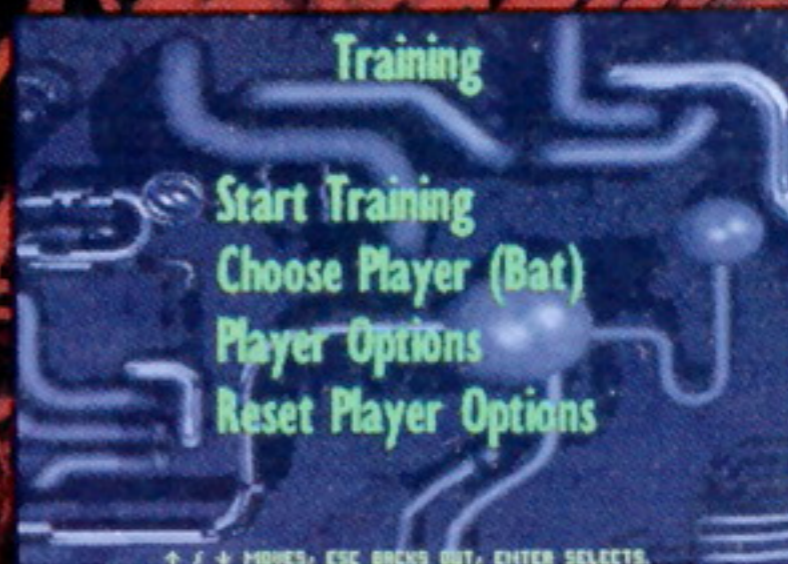 Training
Start Training
Choose Player (Bat)
Player Options
Reset Player Options
↑ / ↓ MOVES, ESC BACKS OUT, ENTER SELECTS.